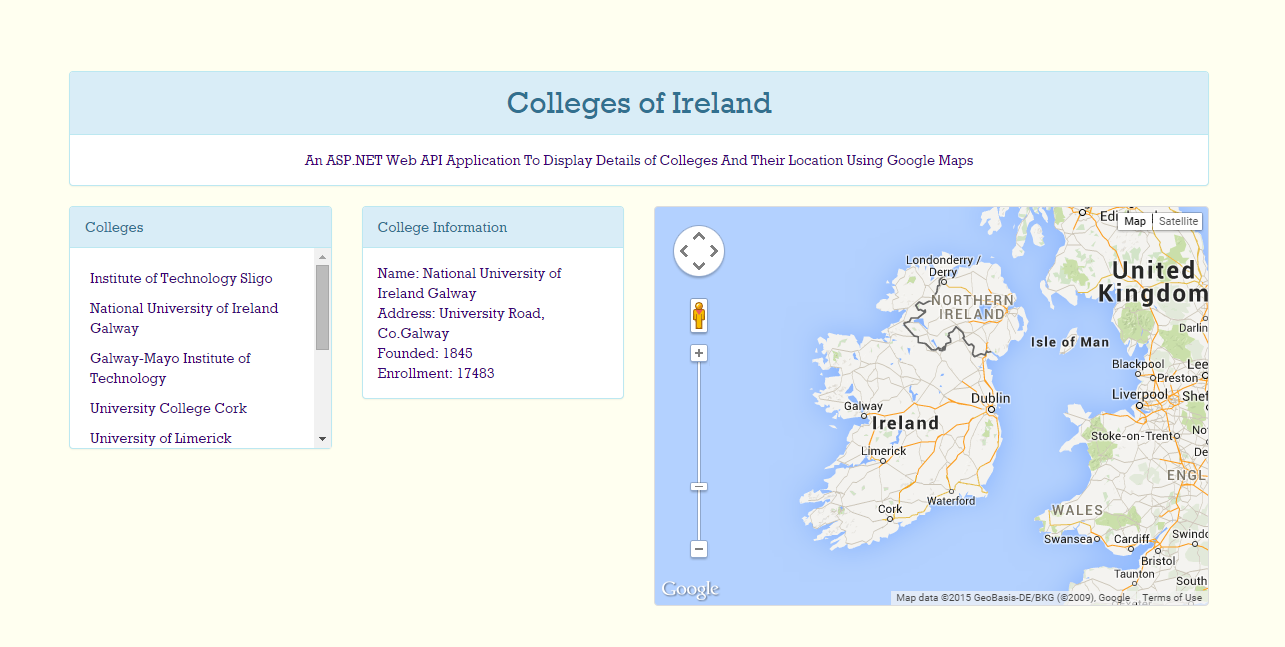 Colleges of Ireland
An ASP.NET Web API Application To Display Details of Colleges And Their Location Using Google Maps
Colleges
Institute of Technology Sligo
National University of Ireland
Galway
Galway-Mayo Institute of
Technology
University College Cork
University of Limerick
College Information
Name: National University of
Ireland Galway
Address: University Road,
Co.Galway
Founded: 1845
Enrollment: 17483
Map
Satellite
United
Kingdom
Londonderry /
Derry
NORTHERN
IRELAND
Darlin
Isle of Man
Blackpool
Lee
Preston
Dublin
Liverpool
Shef
Galway
Ireland
Stoke-on-Trent
No
Limerick
De
ENGL
Waterford
Cork
WALES
Swansea
Cardiff
Swindo
Bristol
Taunton
South
Google
Map data ©2015 GeoBasis-DE/BKG (©2009), Google
Terms of Use